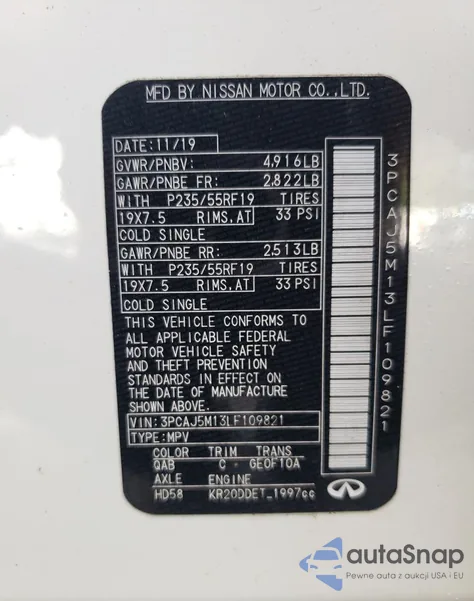 MFD BY NISSAN MOTOR CO.,LTD.
DATE:11/19
GVWR/PNBV: 4,916LB
GAWR/PNBE FR: 2,822LB
WITH P235/55RF19 TIRES
19X7.5 RIMS.AT 33 PSI
COLD SINGLE
GAWR/PNBE RR: 2,513LB
WITH P235/55RF19 TIRES
19X7.5 RIMS.AT 33 PSI
COLD SINGLE
THIS VEHICLE CONFORMS TO
ALL APPLICABLE FEDERAL
MOTOR VEHICLE SAFETY
AND THEFT PREVENTION
STANDARDS IN EFFECT ON
THE DATE OF MANUFACTURE
SHOWN ABOVE.
VIN:3PCAJ5M13LF109821
TYPE:MPV
COLOR TRIM TRANS
QAB C - GE0F10A
AXLE ENGINE
HD58 KR20DDET_1997cc
3PCAJ5M13LF109821
autoSnap
Pewne auta z aukcji USA i EU